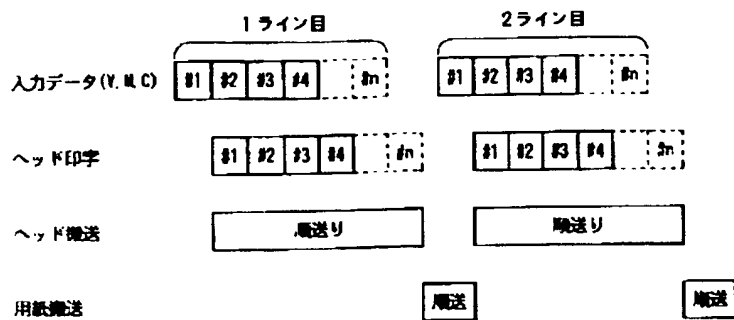 1ライン目 2ライン目
入力データ(Y.M.C) #1 #2 #3 #4 #n #1 #2 #3 #4 #n
ヘッド印字 #1 #2 #3 #4 #n #1 #2 #3 #4 #n
ヘッド搬送 順送り 順送り
用紙搬送 順送 順送